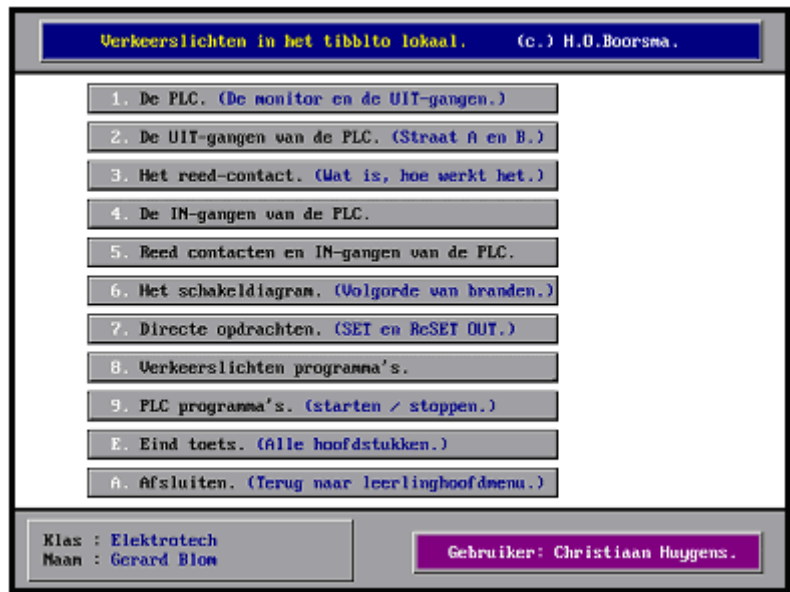 Verkeerslichten in het tibblto lokaal. (c.) H.O.Boorsma.
1. De PLC. (De monitor en de UIT-gangen.)
2. De UIT-gangen van de PLC. (Straat A en B.)
3. Het reed-contact. (Wat is, hoe werkt het.)
4. De IN-gangen van de PLC.
5. Reed contacten en IN-gangen van de PLC.
6. Het schakeldiagram. (Volgorde van branden.)
7. Directe opdrachten. (SET en ReSET OUT.)
8. Verkeerslichten programma's.
9. PLC programma's. (starten / stoppen.)
E. Eind toets. (Alle hoofdstukken.)
A. Afsluiten. (Terug naar leerlinghoofdmenu.)
Klas : Elektrotech
Naam : Gerard Blom
Gebruiker: Christiaan Huygens.